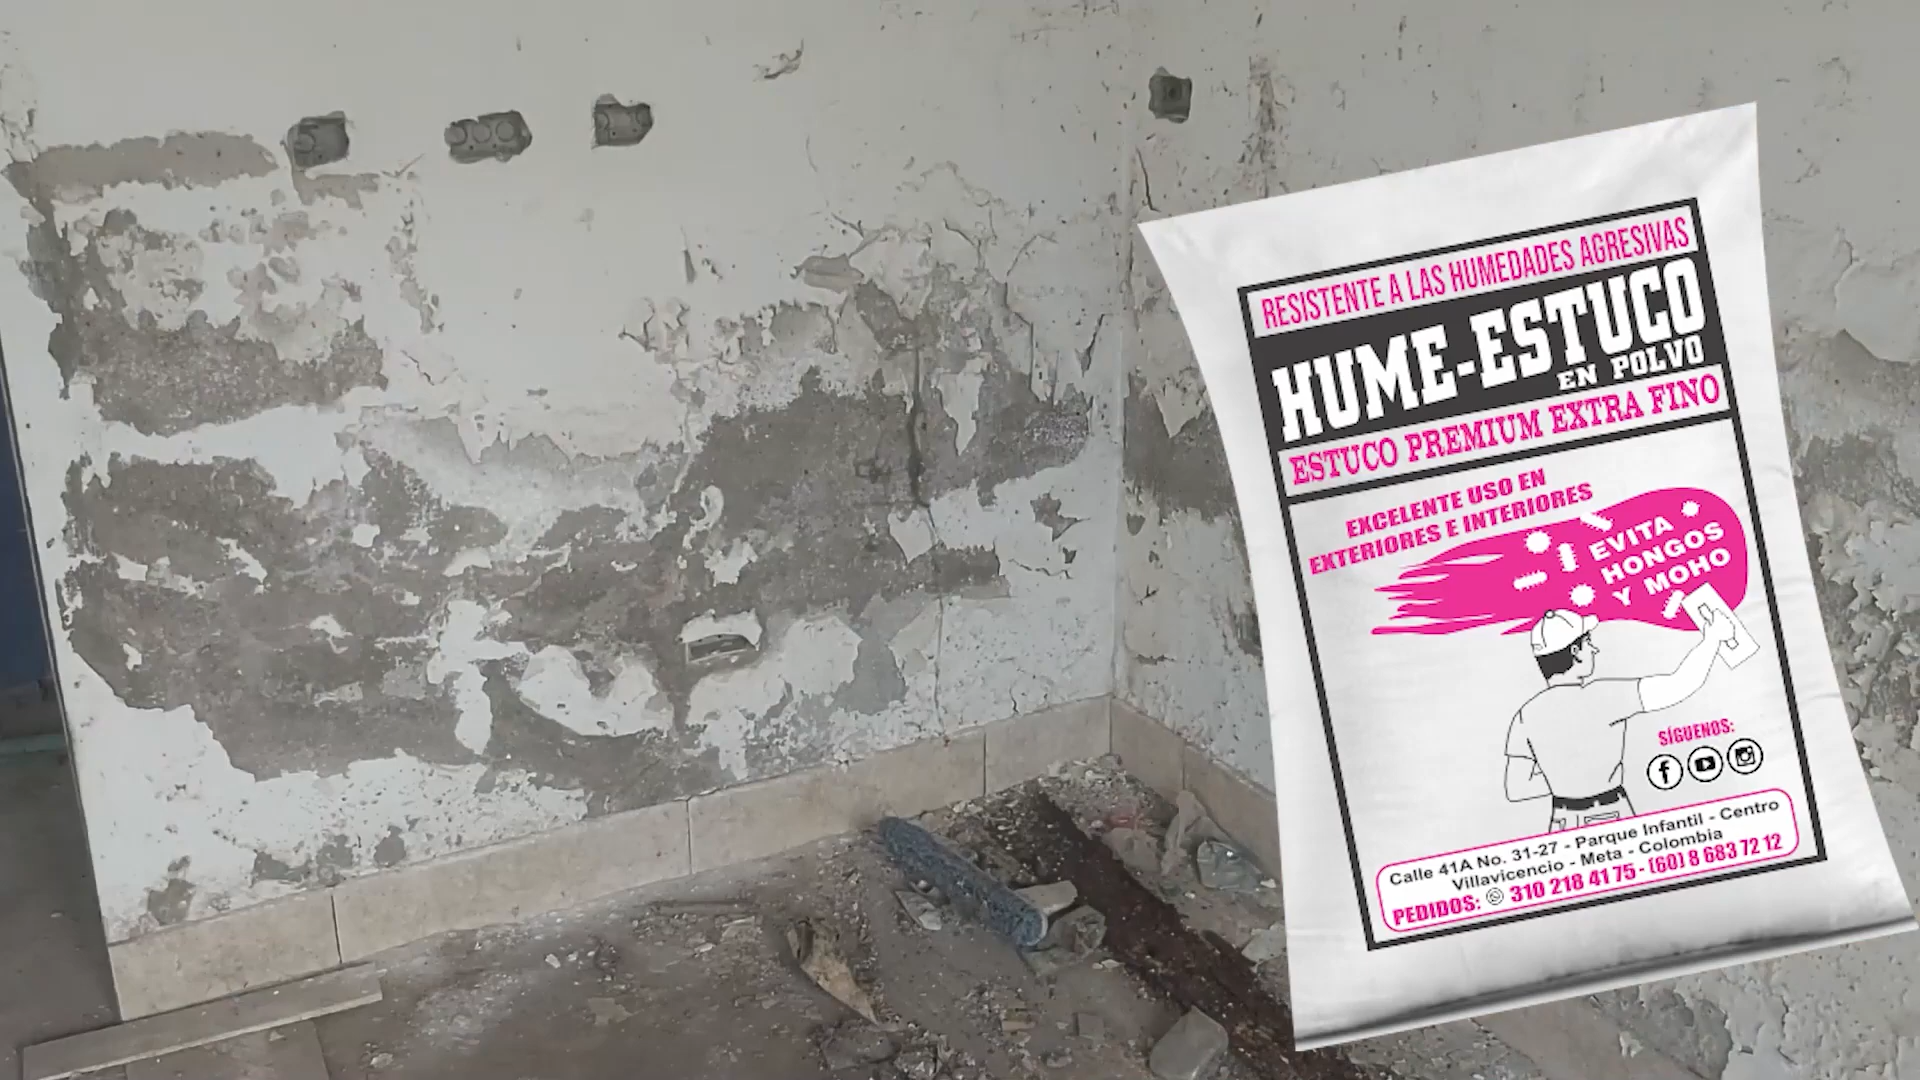 RESISTENTE A LAS HUMEDADES AGRESIVAS
HUME-ESTUCO
EN POLVO
ESTUCO PREMIUM EXTRA FINO
EXCELENTE USO EN
EXTERIORES E INTERIORES
EVITA
HONGOS
Y MOHO
SÍGUENOS:
Calle 41A No. 31-27 - Parque Infantil - Centro
Villavicencio - Meta - Colombia
PEDIDOS: 310 218 41 75 - (60) 8 683 72 12